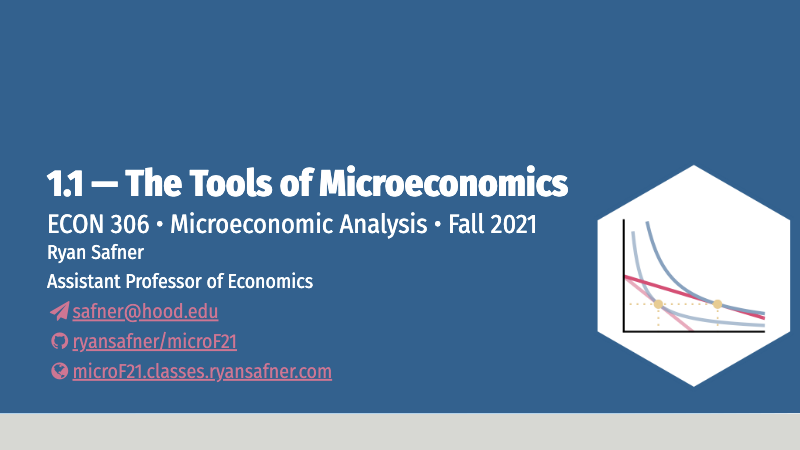 1.1 — The Tools of Microeconomics
ECON 306 • Microeconomic Analysis • Fall 2021
Ryan Safner
Assistant Professor of Economics
safner@hood.edu
ryansafner/microF21
microF21.classes.ryansafner.com